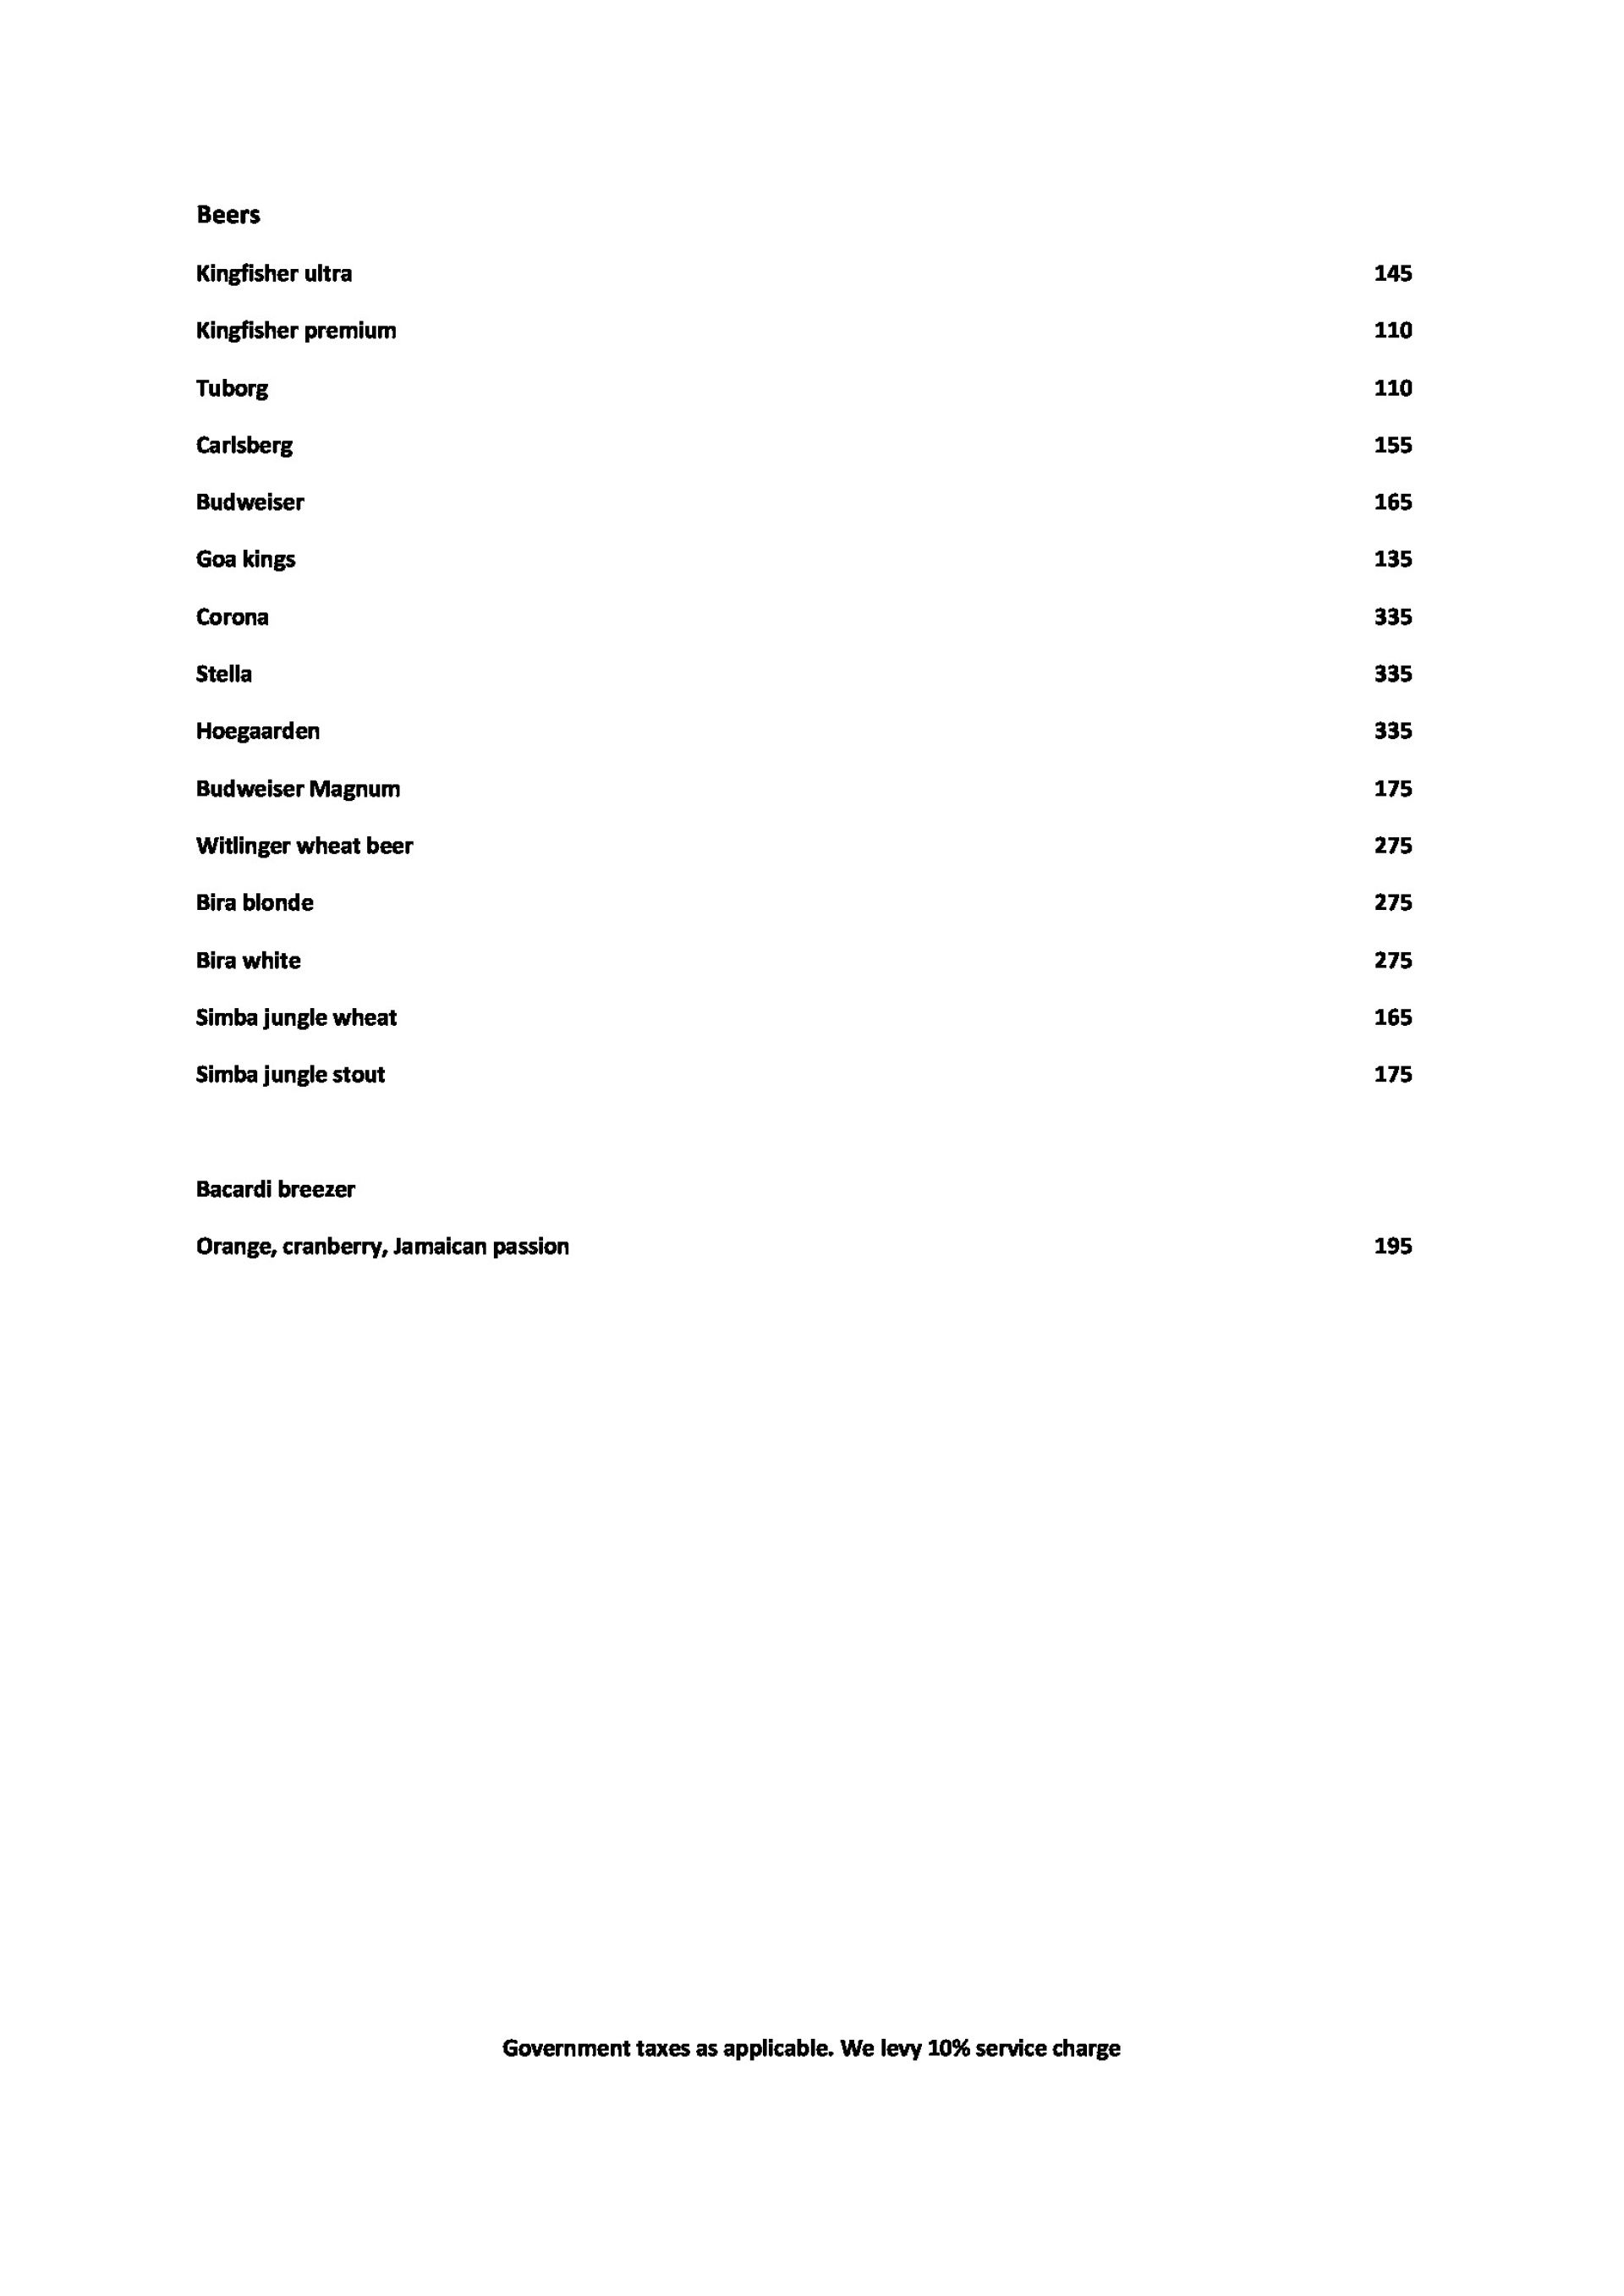 Beers
Kingfisher ultra 145
Kingfisher premium 110
Tuborg 110
Carlsberg 155
Budweiser 165
Goa kings 135
Corona 335
Stella 335
Hoegaarden 335
Budweiser Magnum 175
Witlinger wheat beer 275
Bira blonde 275
Bira white 275
Simba jungle wheat 165
Simba jungle stout 175
Bacardi breezer
Orange, cranberry, Jamaican passion 195
Government taxes as applicable. We levy 10% service charge